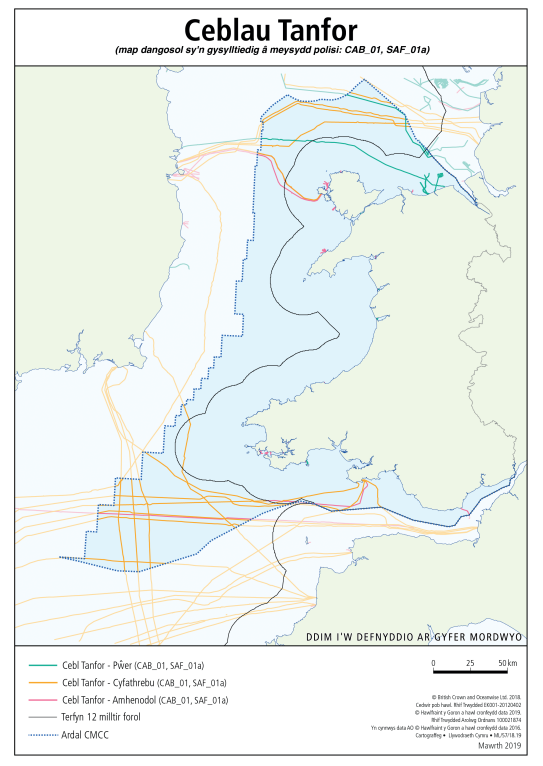 Ceblau Tanfor
(map dangosol sy'n gysylltiedig â meysydd polisi: CAB_01, SAF_01a)
DDIM I'W DEFNYDDIO AR GYFER MORDWYO
Cebl Tanfor - Pŵer (CAB_01, SAF_01a)
Cebl Tanfor - Cyfathrebu (CAB_01, SAF_01a)
Cebl Tanfor - Amhenodol (CAB_01, SAF_01a)
Terfyn 12 milltir forol
Ardal CMCC
0 25 50 km
© British Crown and Oceanwise Ltd, 2018.
Cedwir pob hawl. Rhif Trwydded EK001-20120402
© Hawlfraint y Goron a hawl cronfeydd data 2019.
Rhif Trwydded Arolwg Ordnans 100021874
Yn cynnwys data AO © Hawlfraint y Goron a hawl cronfeydd data 2016.
Cartograffeg • Llywodraeth Cymru • ML/57/18.19
Mawrth 2019